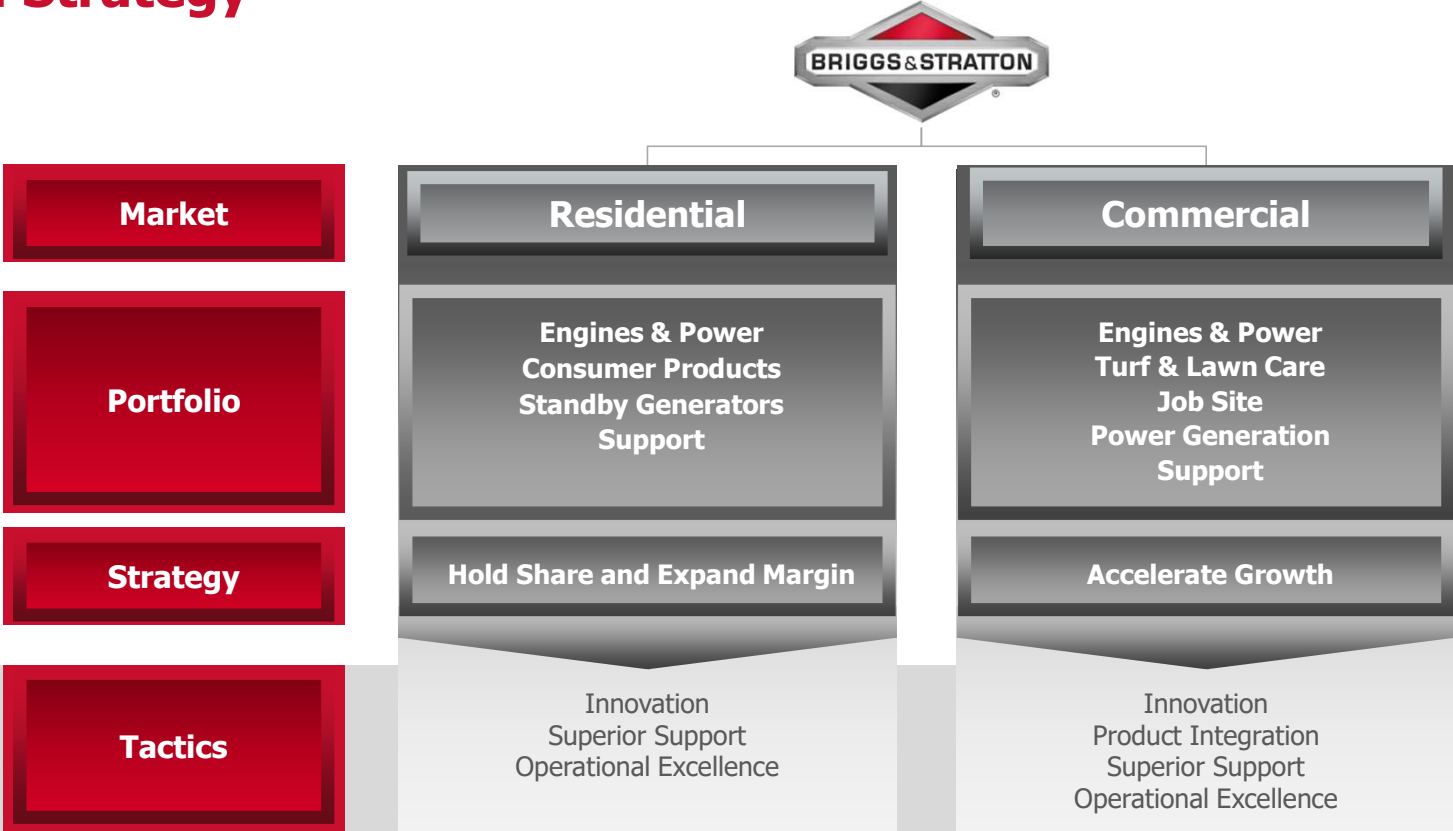 Strategy
BRIGGS&STRATTON
®
Market
Residential
Commercial
Portfolio
Engines & Power
Consumer Products
Standby Generators
Support
Engines & Power
Turf & Lawn Care
Job Site
Power Generation
Support
Strategy
Hold Share and Expand Margin
Accelerate Growth
Tactics
Innovation
Superior Support
Operational Excellence
Innovation
Product Integration
Superior Support
Operational Excellence